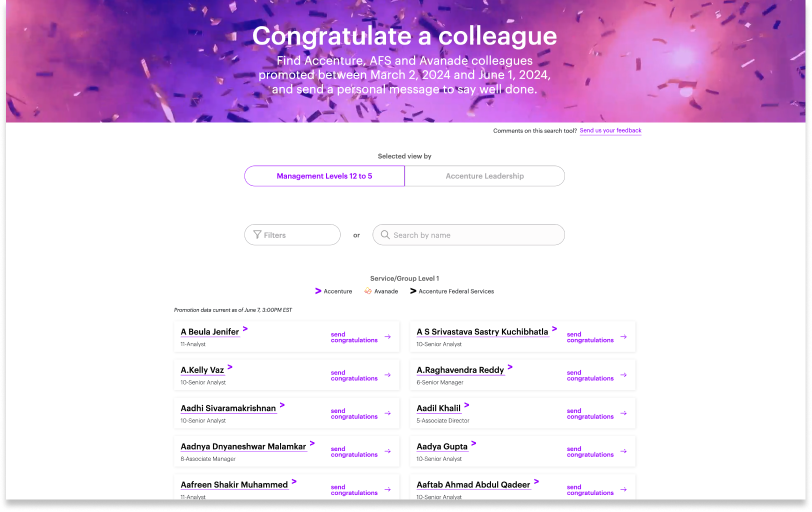 Congratulate a colleague
Find Accenture, AFS and Avanade colleagues
promoted between March 2, 2024 and June 1, 2024,
and send a personal message to say well done.
Comments on this search tool? Send us your feedback
Selected view by
Management Levels 12 to 5
Accenture Leadership
Filters
or
Search by name
Service/Group Level 1
> Accenture
Avanade
> Accenture Federal Services
Promotion data current as of June 7, 3:00PM EST
A Beula Jenifer >
11-Analyst
send
congratulations →
A S Srivastava Sastry Kuchibhatla >
10-Senior Analyst
send
congratulations →
A.Kelly Vaz >
10-Senior Analyst
send
congratulations →
A.Raghavendra Reddy >
6-Senior Manager
send
congratulations →
Aadhi Sivaramakrishnan >
10-Senior Analyst
send
congratulations →
Aadil Khalil >
5-Associate Director
send
congratulations →
Aadnya Dnyaneshwar Malamkar >
8-Associate Manager
send
congratulations →
Aadya Gupta >
10-Senior Analyst
send
congratulations →
Aafreen Shakir Muhammed >
11-Analyst
send
congratulations →
Aaftab Ahmad Abdul Qadeer >
10-Senior Analyst
send
congratulations →